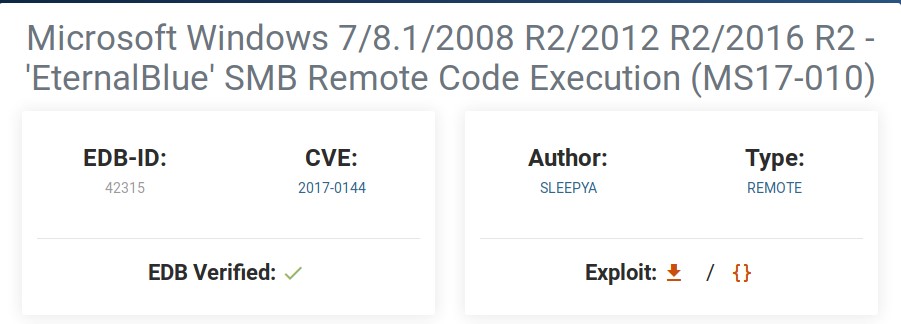 Microsoft Windows 7/8.1/2008 R2/2012 R2/2016 R2 -
'EternalBlue' SMB Remote Code Execution (MS17-010)
EDB-ID: CVE:
42315 2017-0144
Author: Type:
SLEEPYA REMOTE
EDB Verified:
Exploit: / {}